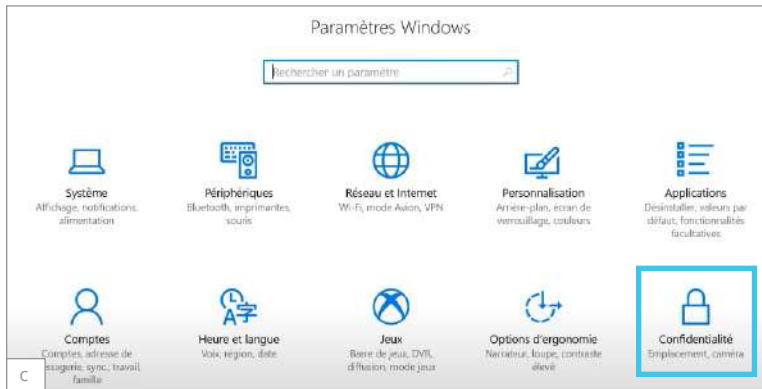 Paramètres Windows
Rechercher un paramètre
Système
Affichage, notifications,
alimentation
Périphériques
Bluetooth, imprimantes,
souris
Réseau et Internet
Wi-Fi, mode Avion, VPN
Personnalisation
Arrière-plan, écran de
verrouillage, couleurs
Applications
Désinstaller, valeurs par
défaut, fonctionnalités
facultatives
Comptes
Comptes, adresse de
ssagerie, sync., travail,
famille
Heure et langue
Voix, région, date
Jeux
Barre de jeux, DVR,
diffusion, mode jeux
Options d'ergonomie
Narrateur, loupe, contraste
élevé
Confidentialité
Emplacement, caméra
C